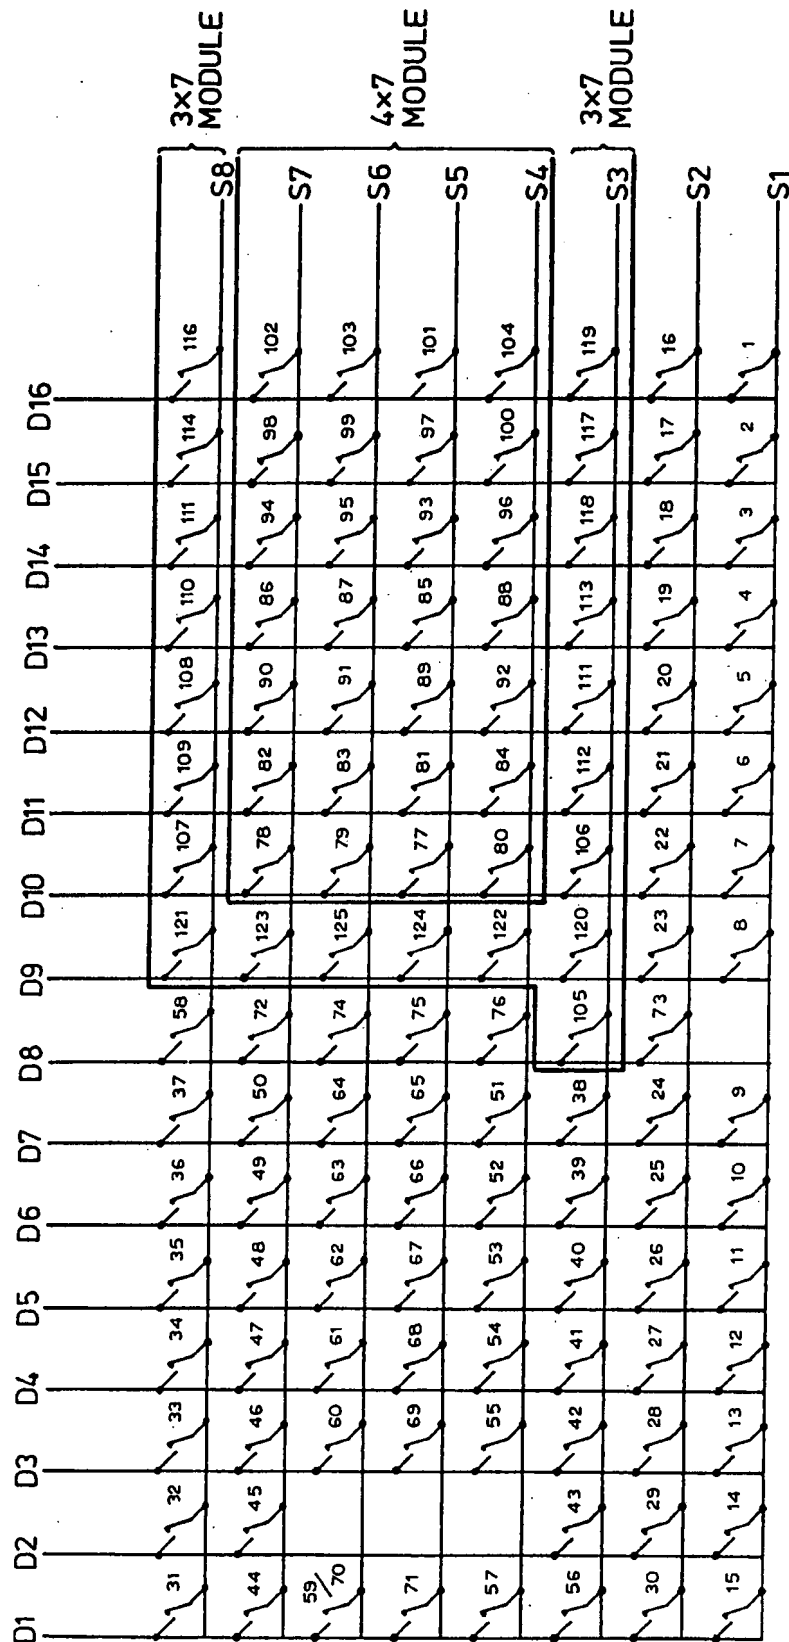 D1 D2 D3 D4 D5 D6 D7 D8 D9 D10 D11 D12 D13 D14 D15 D16
31 32 33 34 35 36 37 58 121 107 109 108 110 111 114 116
S8
3×7
MODULE
44 45 46 47 48 49 50 72 123 78 82 90 86 94 98 102
S7
59/70 60 61 62 63 64 74 125 79 83 91 87 95 99 103
S6
4×7
MODULE
71 69 68 67 66 65 75 124 77 81 89 85 93 97 101
S5
57 55 54 53 52 51 76 122 80 84 92 88 96 100 104
S4
56 43 42 41 40 39 38 105 120 106 112 111 113 118 117 119
S3
3×7
MODULE
30 29 28 27 26 25 24 73 23 22 21 20 19 18 17 16
S2
15 14 13 12 11 10 9 8 7 6 5 4 3 2 1
S1